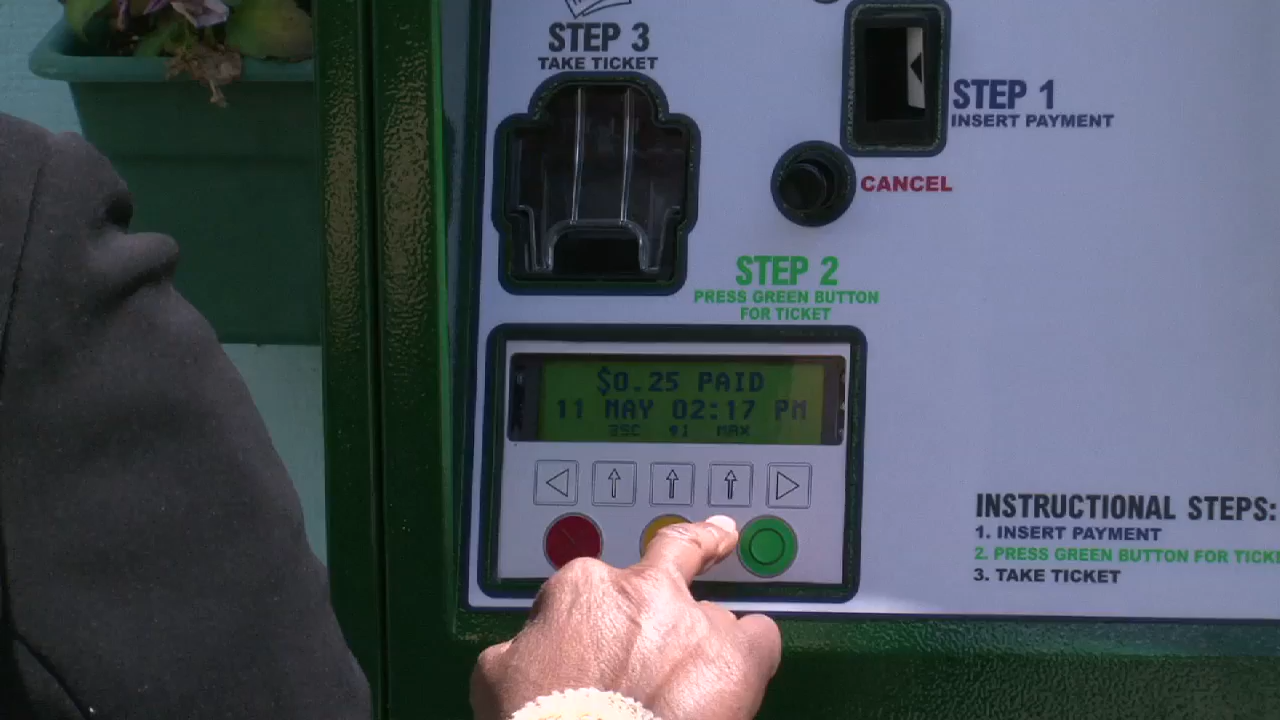 STEP 3
TAKE TICKET
STEP 1
INSERT PAYMENT
CANCEL
STEP 2
PRESS GREEN BUTTON
FOR TICKET
$0.25 PAID
11 MAY 02:17 PM
25C $1 MAX
INSTRUCTIONAL STEPS:
1. INSERT PAYMENT
2. PRESS GREEN BUTTON FOR
3. TAKE TICKET